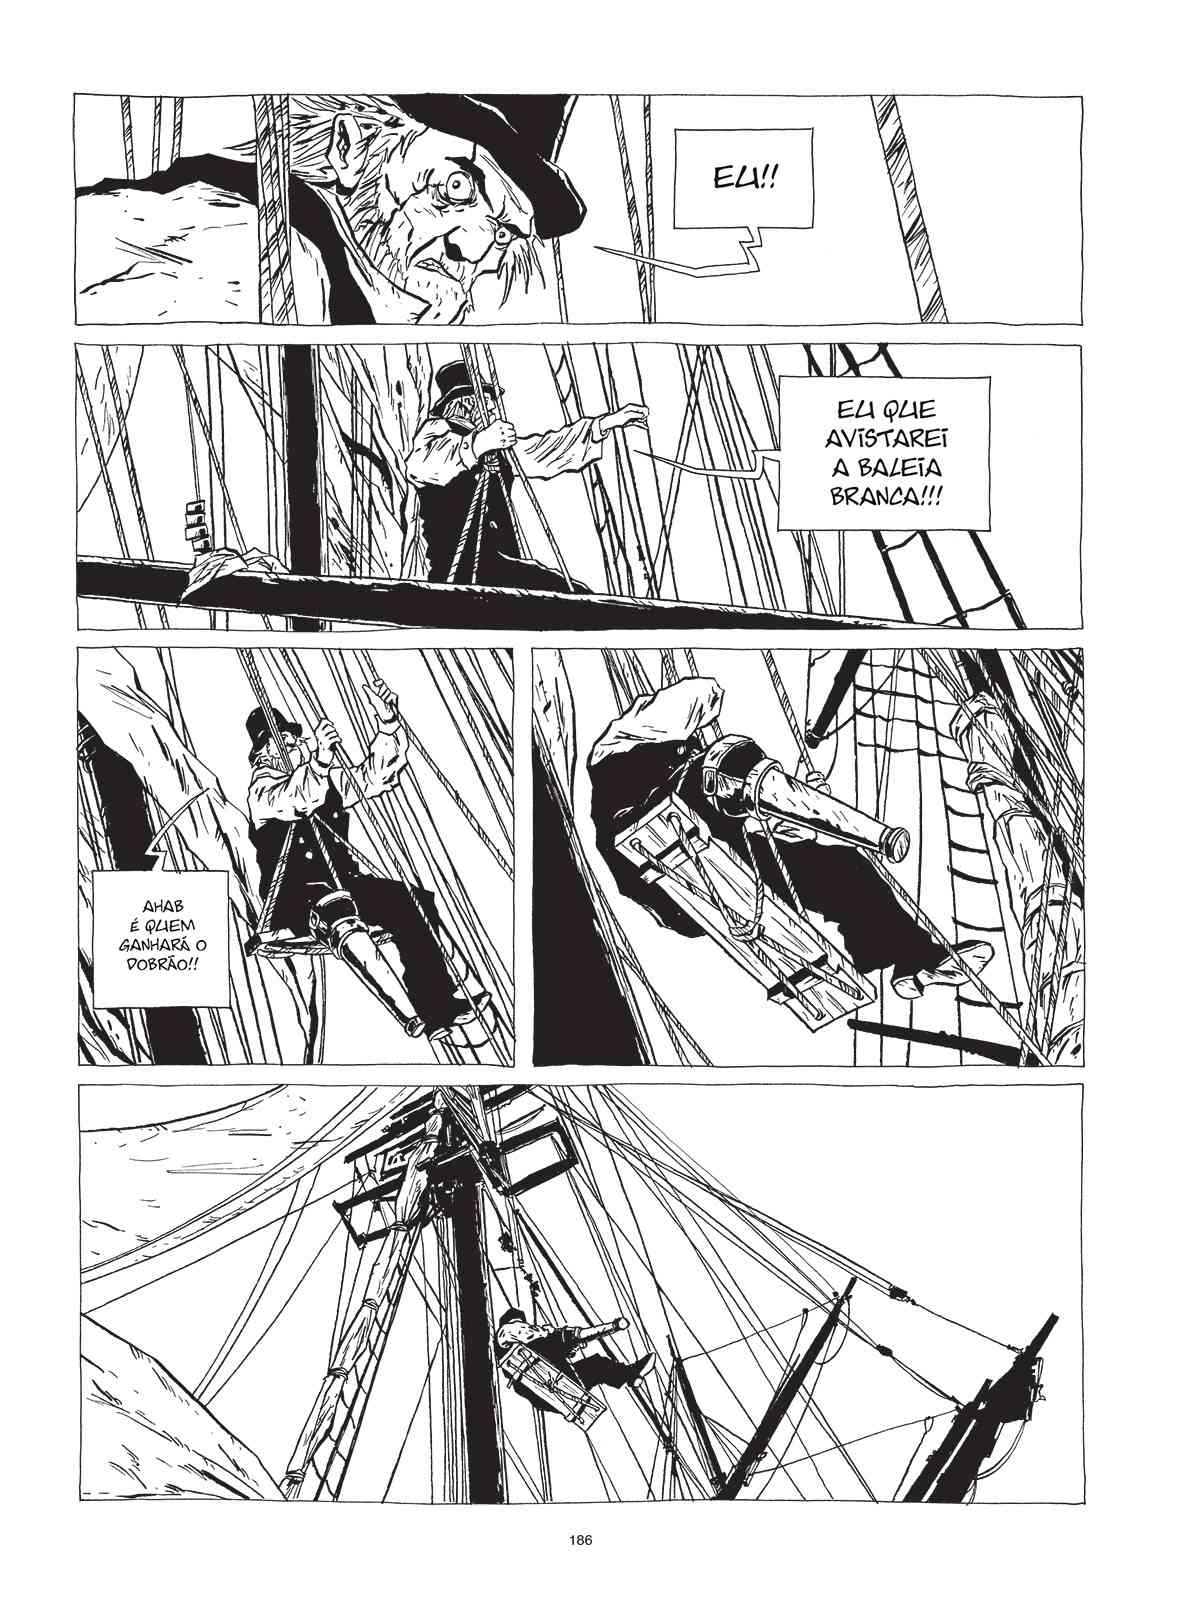 EU!!
EU QUE
AVISTAREI
A BALEIA
BRANCA!!!
AHAB
É QUEM
GANHARÁ O
DOBRÃO!!
186